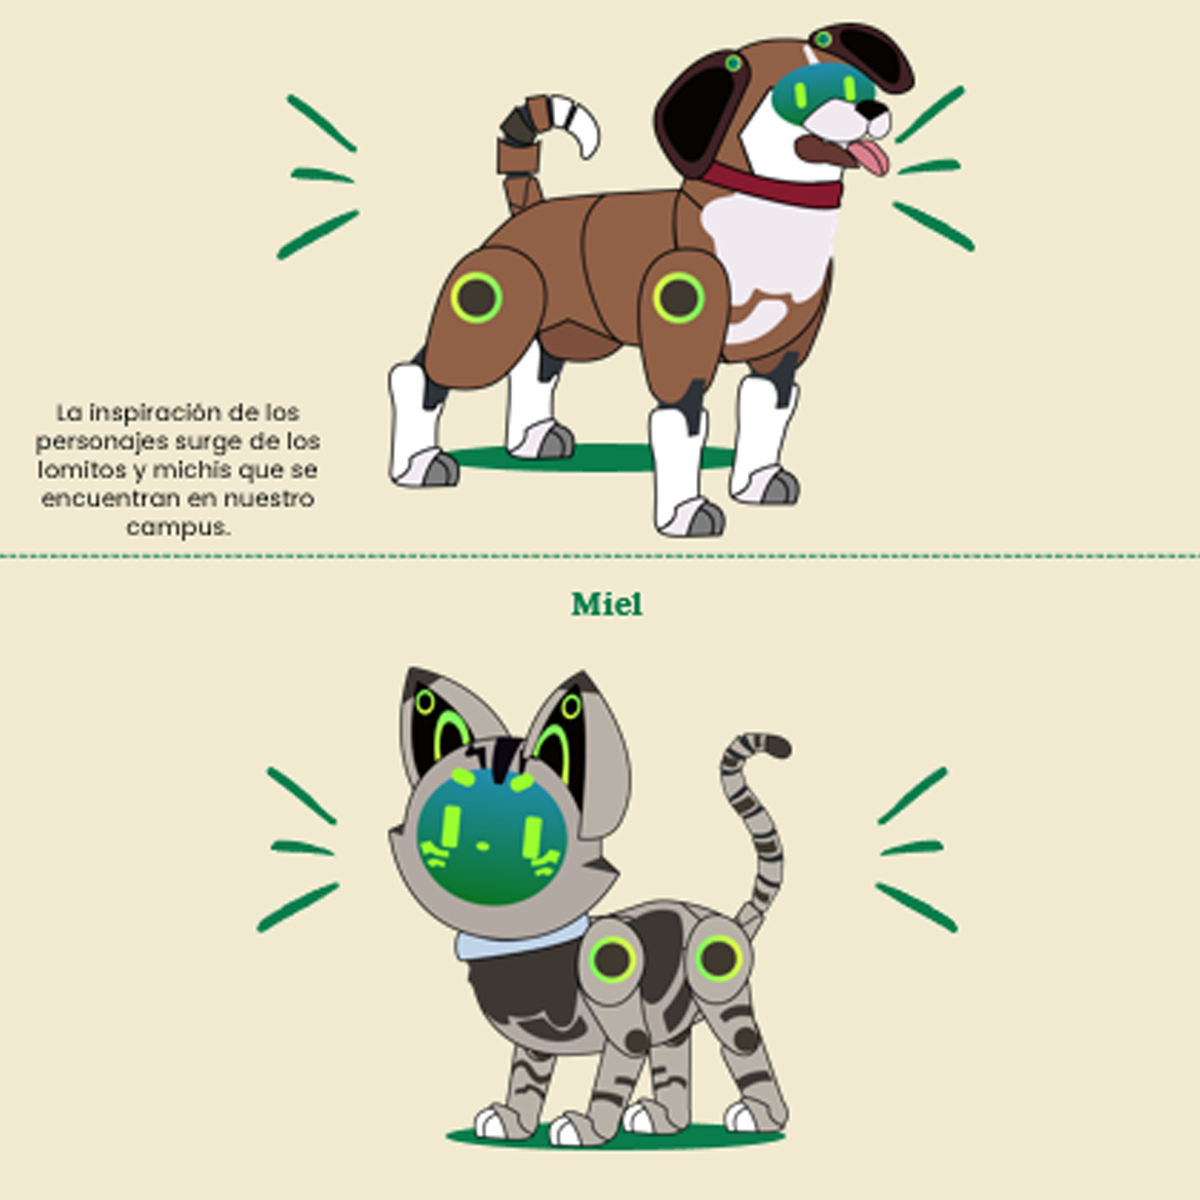 La inspiración de los
personajes surge de los
lomitos y michis que se
encuentran en nuestro
campus.
Miel